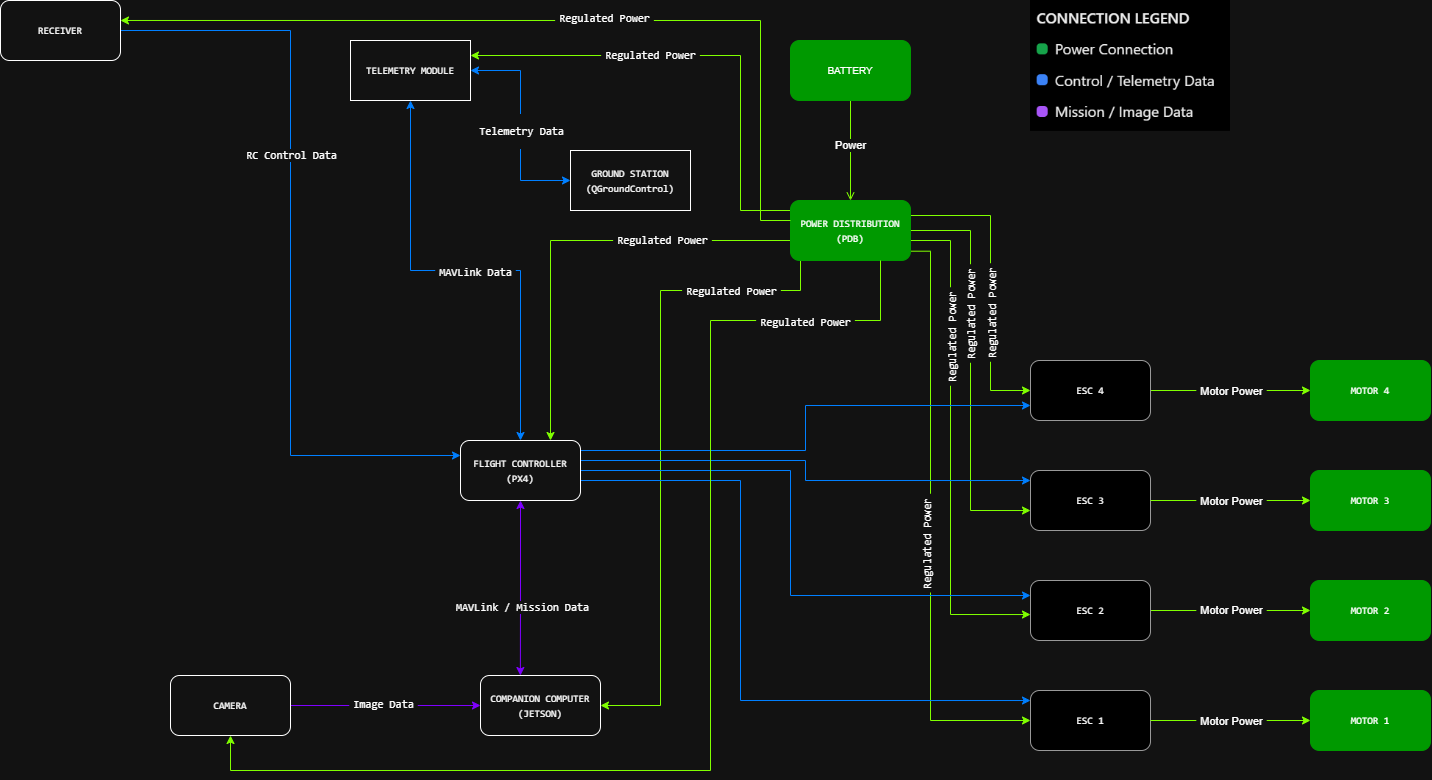 RECEIVER
Regulated Power
CONNECTION LEGEND
Power Connection
Control / Telemetry Data
Mission / Image Data
Regulated Power
TELEMETRY MODULE
BATTERY
Telemetry Data
Power
RC Control Data
GROUND STATION
(QGroundControl)
POWER DISTRIBUTION
(PDB)
Regulated Power
MAVLink Data
Regulated Power
Regulated Power
Regulated Power
Regulated Power
Regulated Power
Regulated Power
ESC 4
Motor Power
MOTOR 4
FLIGHT CONTROLLER
(PX4)
ESC 3
Motor Power
MOTOR 3
MAVLink / Mission Data
ESC 2
Motor Power
MOTOR 2
CAMERA
Image Data
COMPANION COMPUTER
(JETSON)
ESC 1
Motor Power
MOTOR 1